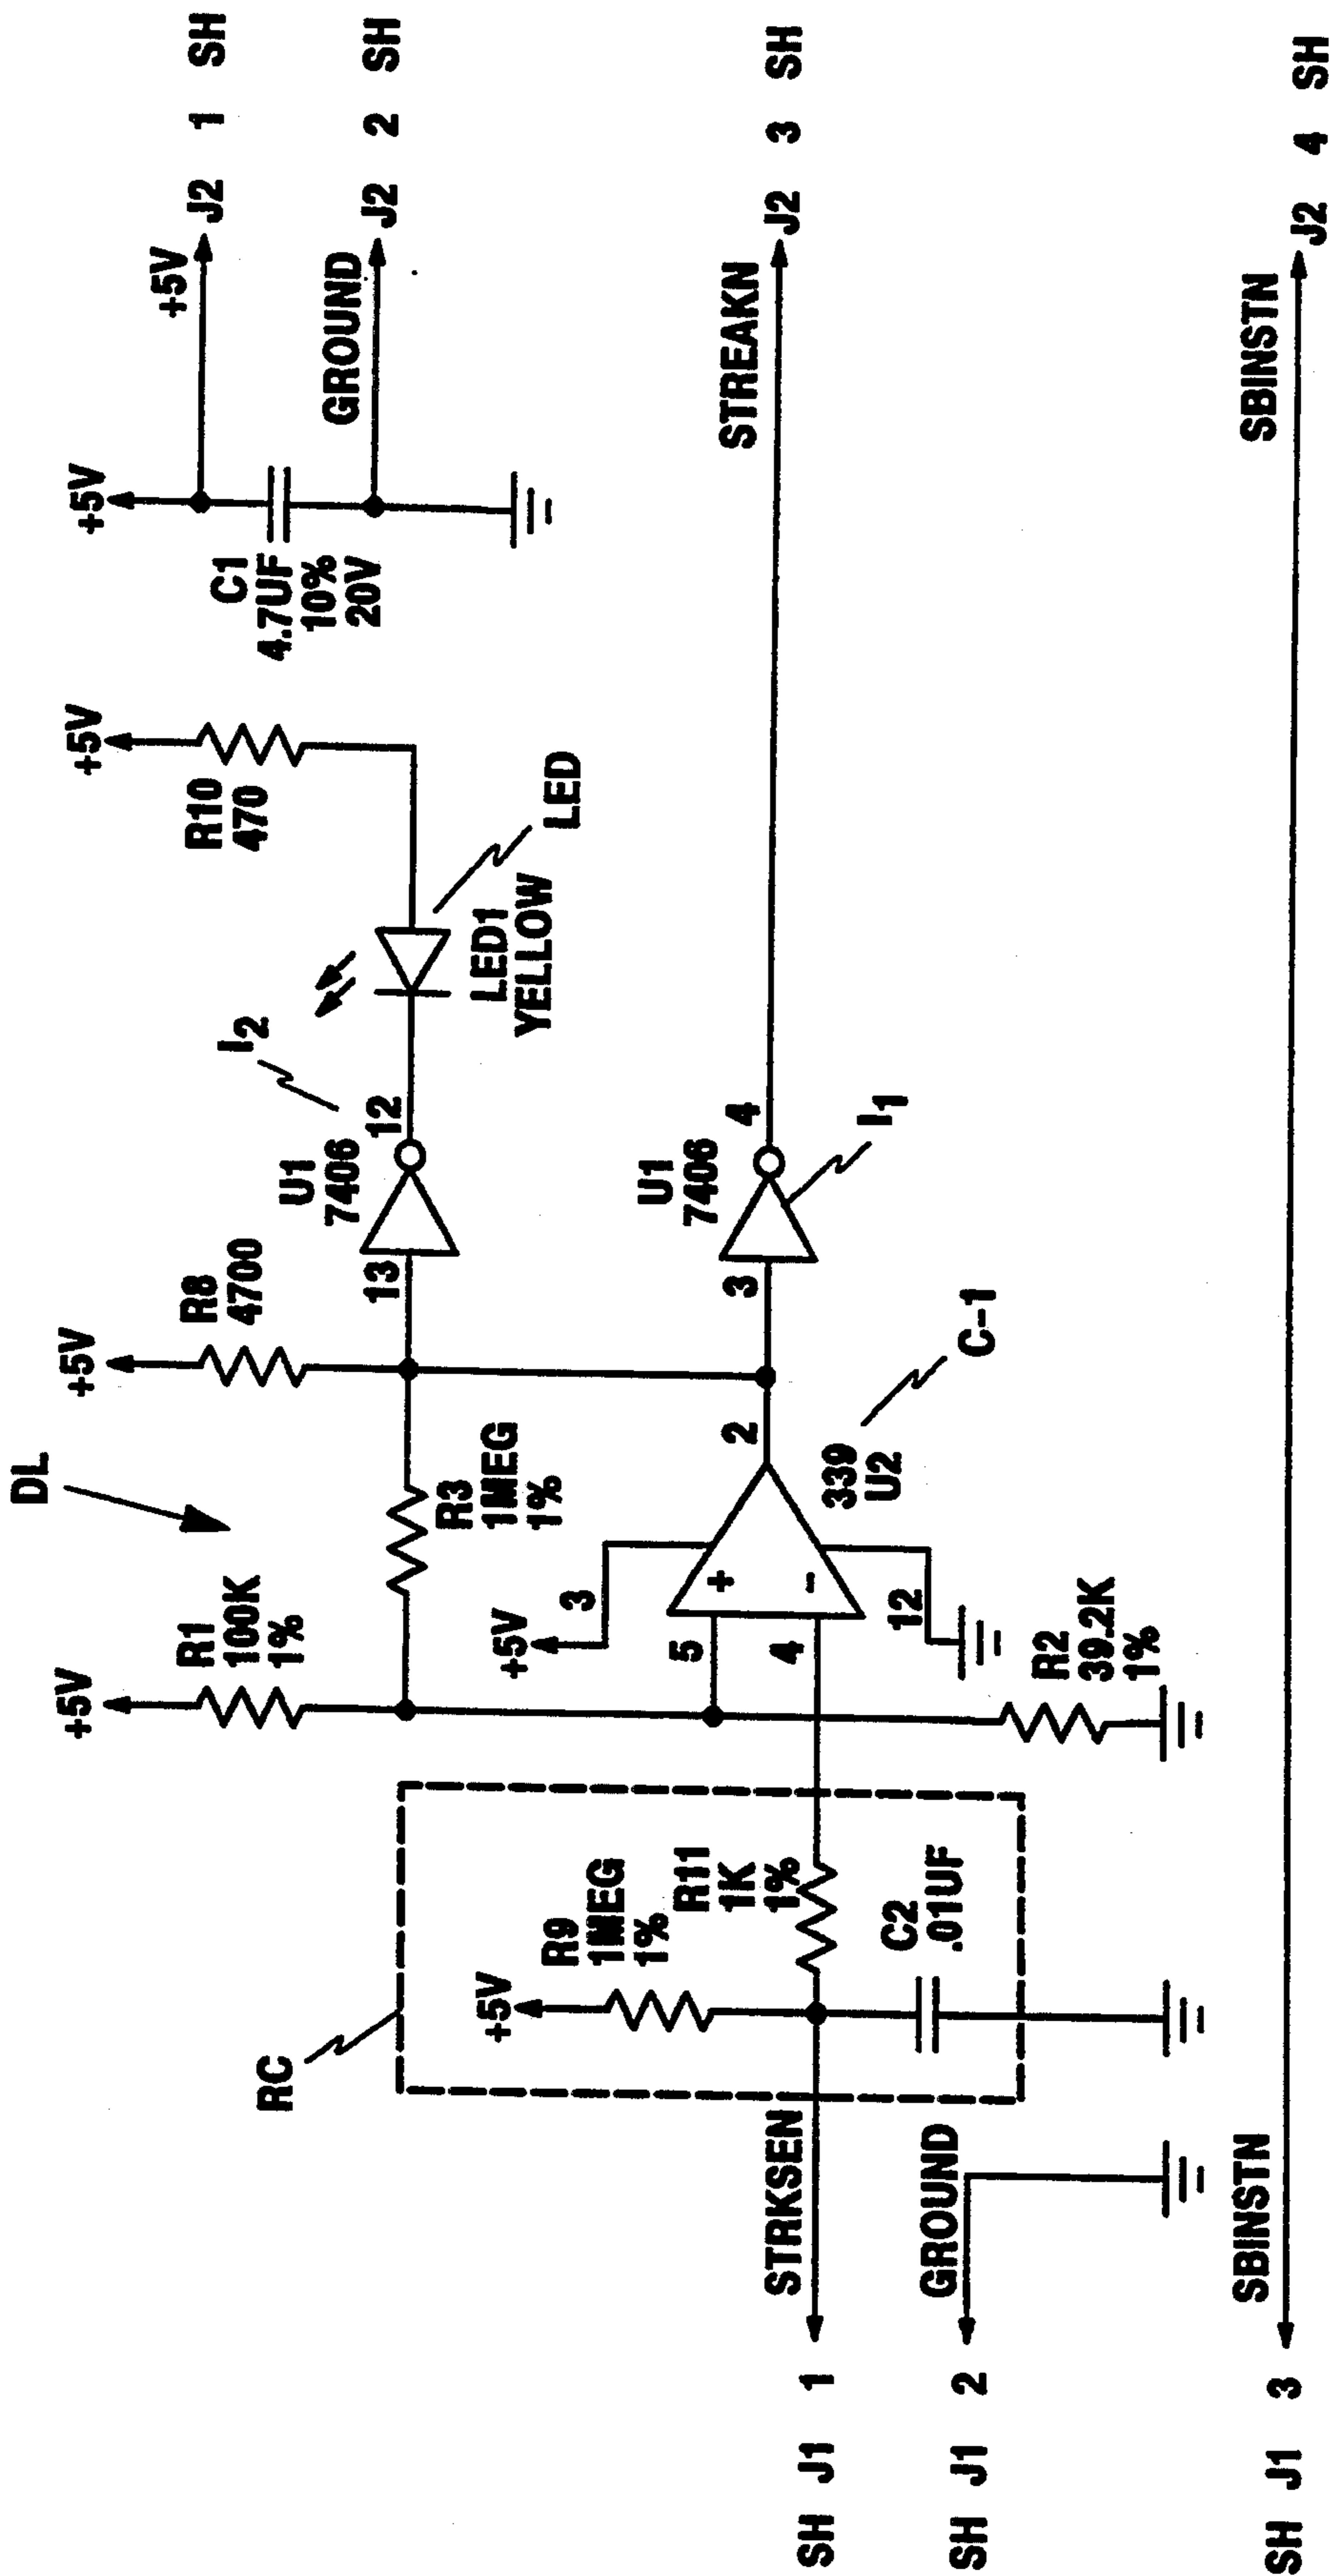 DL
+5V
R1
100K
1%
+5V
R8
4700
+5V
R10
470
+5V
C1
4.7UF
10%
20V
+5V
J2 1 SH
GROUND
J2 2 SH
R3
1MEG
1%
13
U1
7406
12
I2
LED1
YELLOW
LED
RC
+5V
R9
1MEG
1%
R11
1K
1%
C2
.01UF
+5V
3
5
+
4
-
12
2
339
U2
C-1
R2
39.2K
1%
3
U1
7406
4
I1
STREAKN
J2 3 SH
STRKSEN
SH J1 1
GROUND
SH J1 2
SBINSTN
SH J1 3
SBINSTN
J2 4 SH